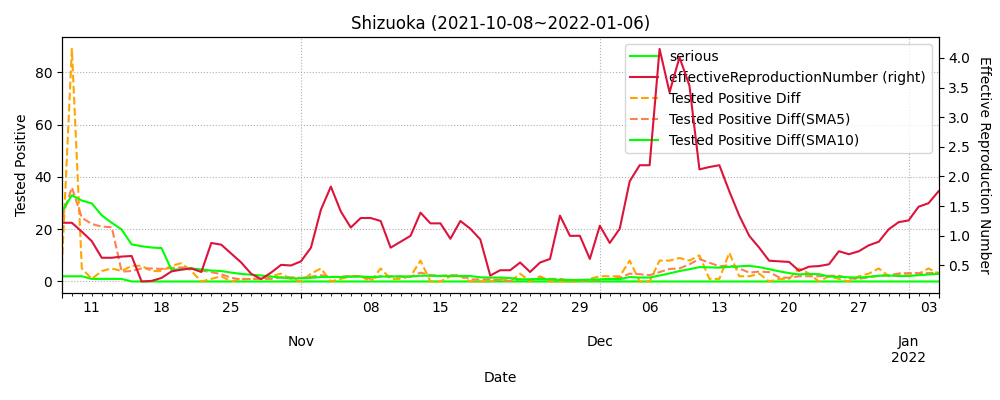 Shizuoka (2021-10-08~2022-01-06)
serious
effectiveReproductionNumber (right)
Tested Positive Diff
Tested Positive Diff(SMA5)
Tested Positive Diff(SMA10)
Tested Positive
80
60
40
20
0
4.0
3.5
3.0
2.5
2.0
1.5
1.0
0.5
Effective Reproduction Number
11 18 25 08 15 22 29 06 13 20 27 03
Nov Dec Jan
2022
Date